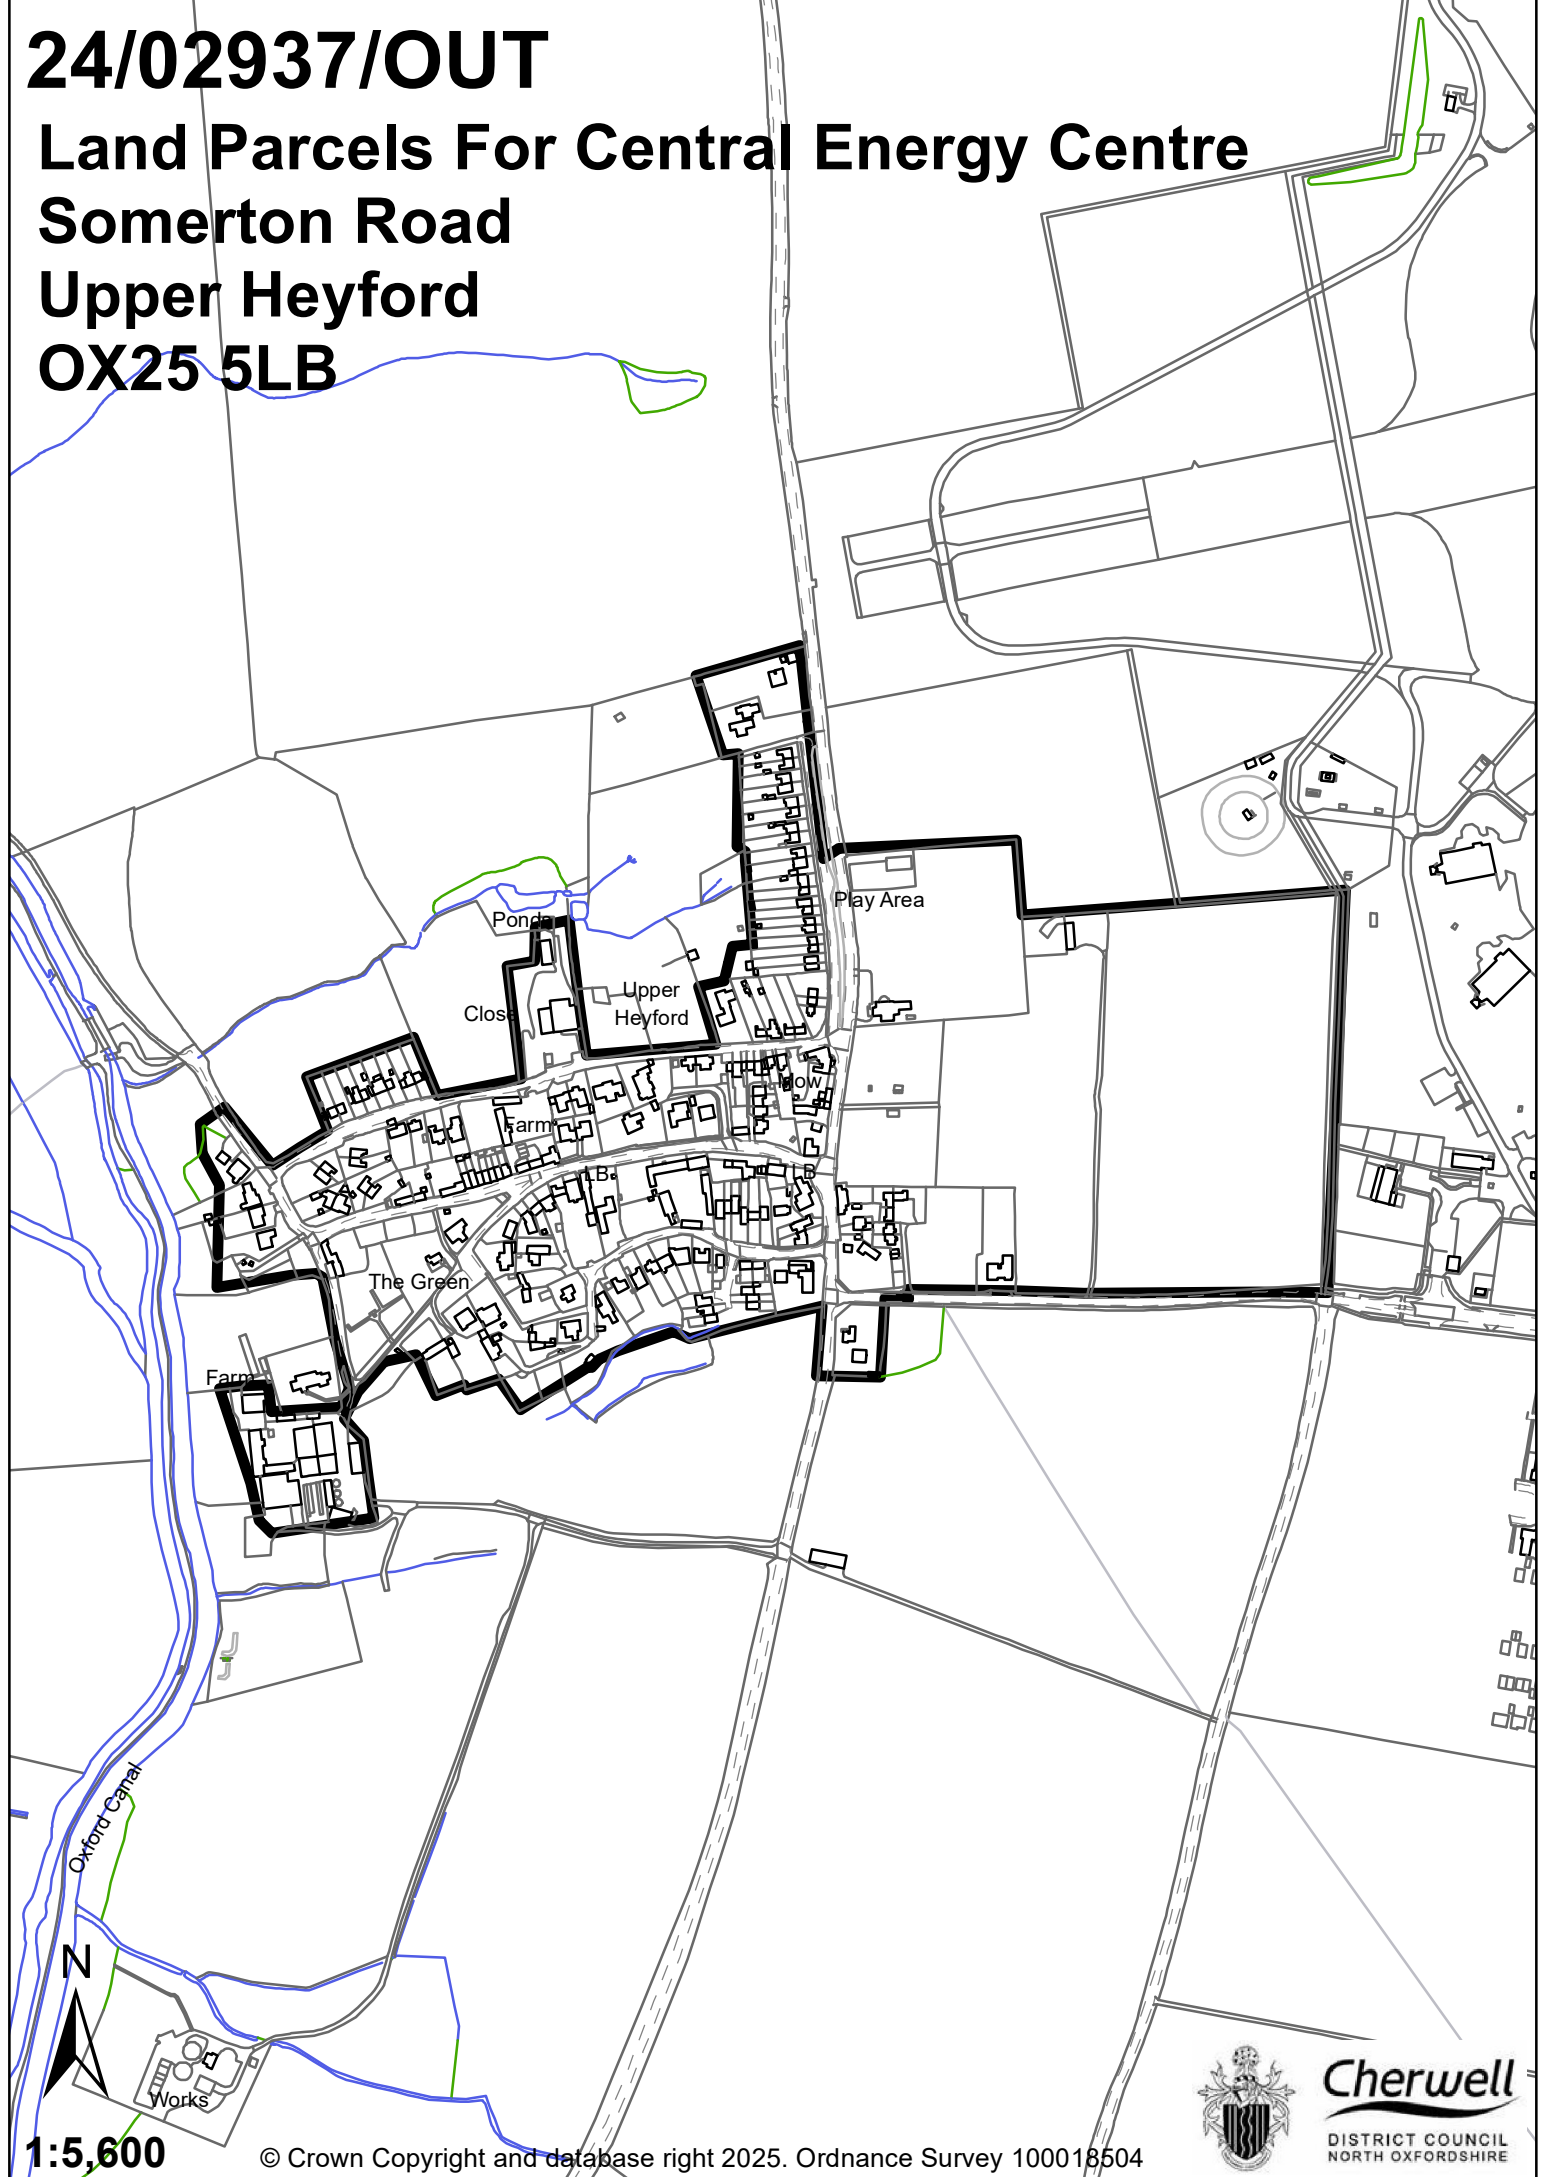 24/02937/OUT
Land Parcels For Central Energy Centre
Somerton Road
Upper Heyford
OX25 5LB
Play Area
Ponds
Upper
Heyford
Close
Mow
Farm
LB
LB
The Green
Farm
Oxford Canal
N
Works
1:5,600
© Crown Copyright and database right 2025. Ordnance Survey 100018504
Cherwell
DISTRICT COUNCIL
NORTH OXFORDSHIRE